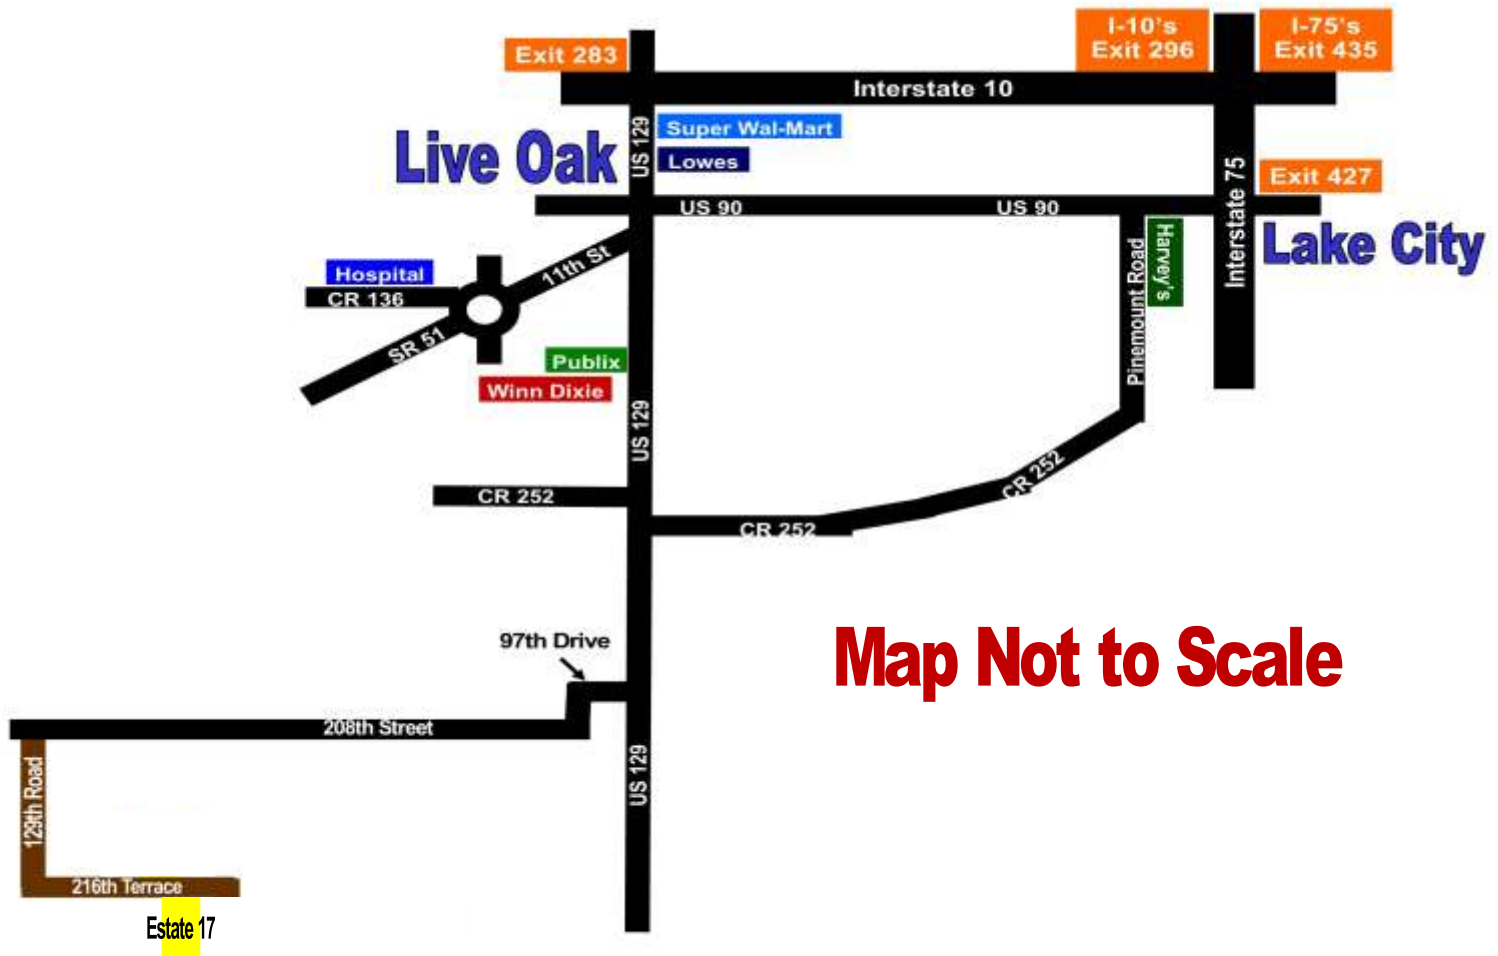 I-10's
Exit 296
I-75's
Exit 435
Exit 283
Interstate 10
US 129
Super Wal-Mart
Live Oak
Lowes
Interstate 75
Exit 427
US 90
US 90
Lake City
Pinemount Road
Harvey's
11th St
Hospital
CR 136
SR 51
Publix
Winn Dixie
US 129
CR 252
CR 252
CR 252
97th Drive
Map Not to Scale
208th Street
US 129
129th Road
216th Terrace
Estate 17